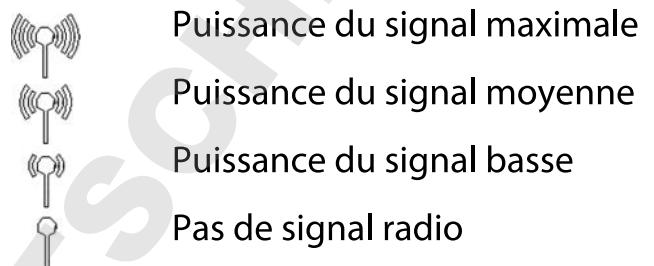 Puissance du signal maximale
Puissance du signal moyenne
Puissance du signal basse
Pas de signal radio